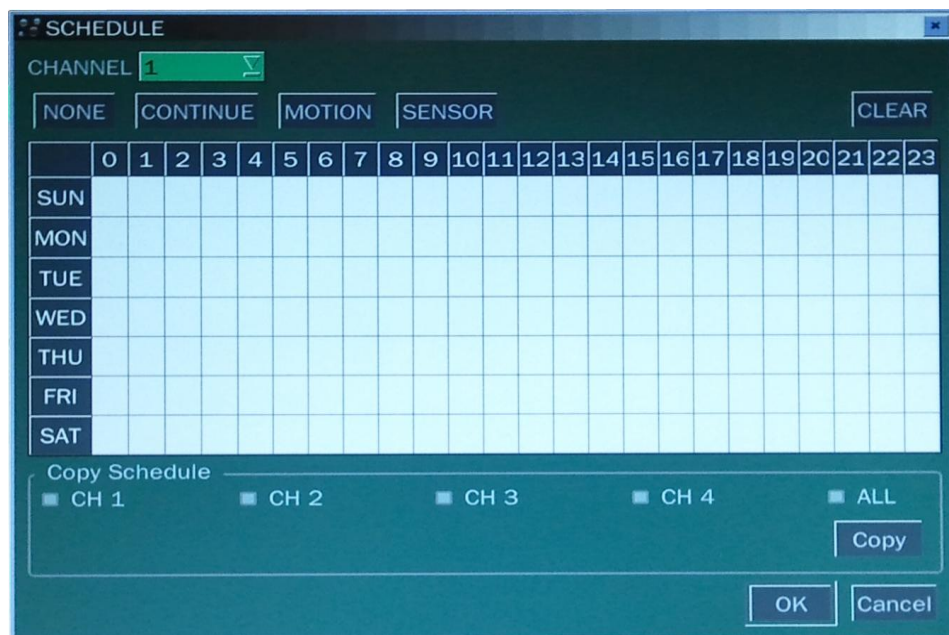 SCHEDULE
CHANNEL 1
NONE CONTINUE MOTION SENSOR CLEAR
0 1 2 3 4 5 6 7 8 9 10 11 12 13 14 15 16 17 18 19 20 21 22 23
SUN
MON
TUE
WED
THU
FRI
SAT
Copy Schedule
CH 1 CH 2 CH 3 CH 4 ALL
Copy
OK Cancel